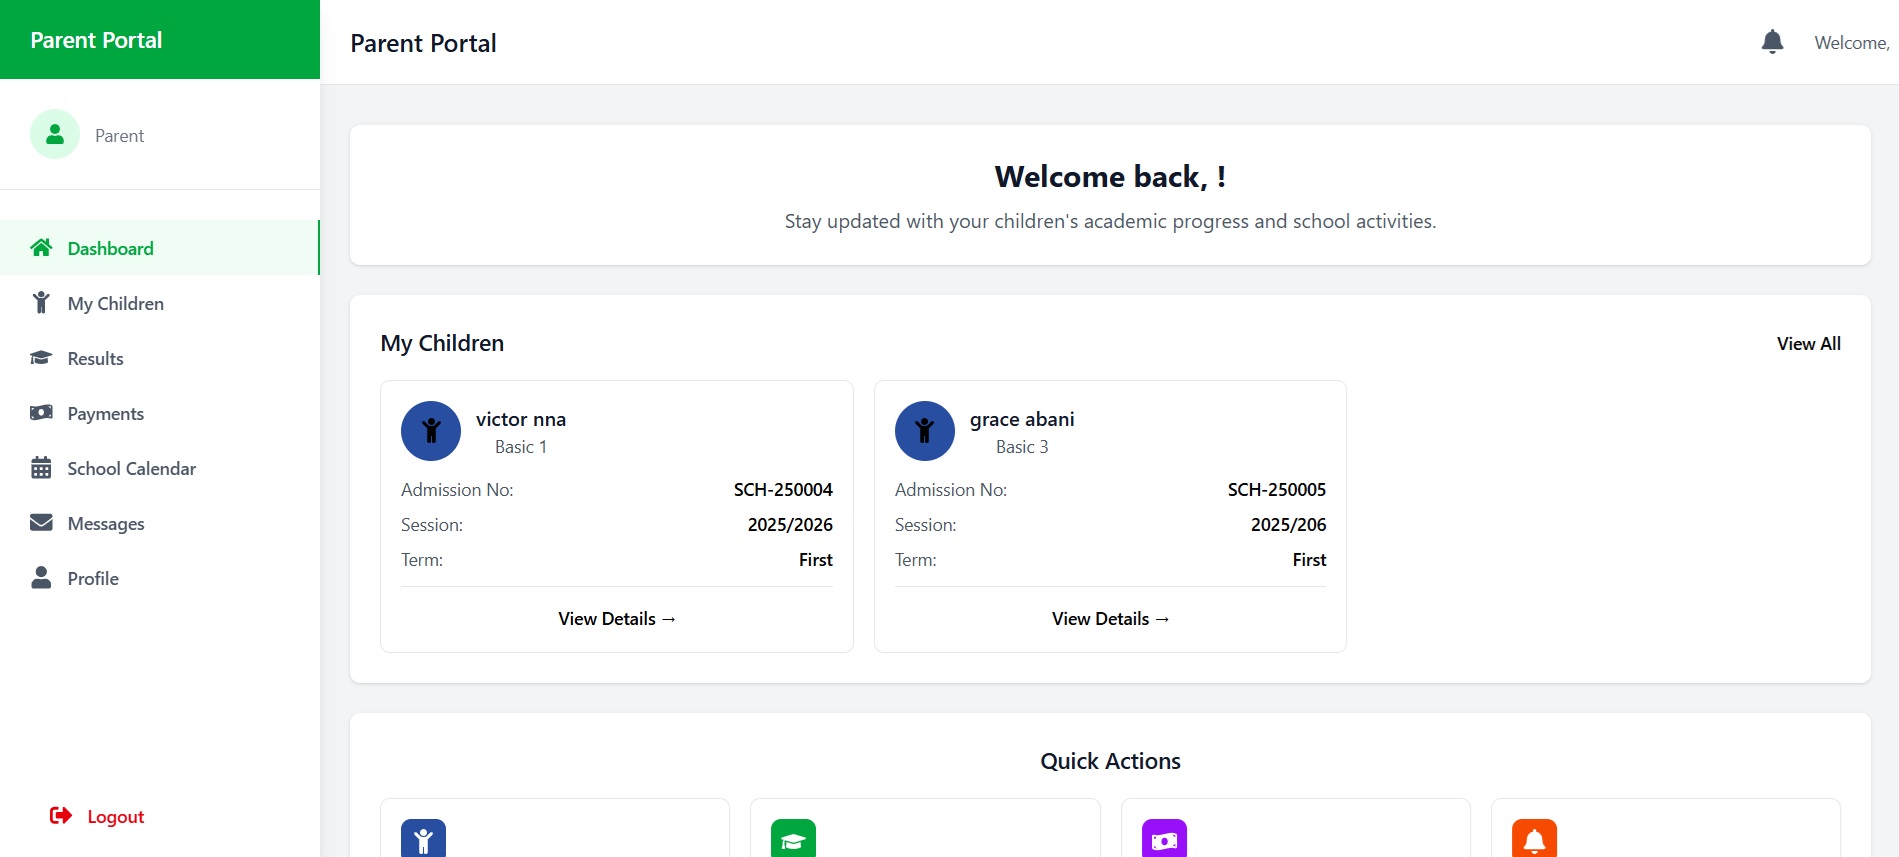 Parent Portal
Parent Portal
Welcome,
Parent
Dashboard
My Children
Results
Payments
School Calendar
Messages
Profile
Logout
Welcome back, !
Stay updated with your children's academic progress and school activities.
My Children
View All
victor nna
Basic 1
Admission No: SCH-250004
Session: 2025/2026
Term: First
View Details →
grace abani
Basic 3
Admission No: SCH-250005
Session: 2025/206
Term: First
View Details →
Quick Actions